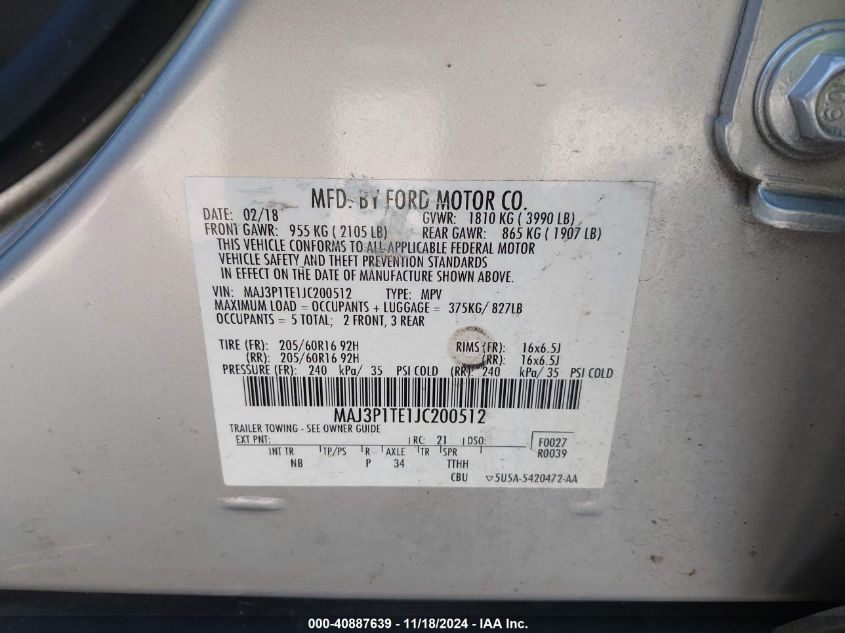 MFD. BY FORD MOTOR CO.
DATE: 02/18 GVWR: 1810 KG ( 3990 LB)
FRONT GAWR: 955 KG ( 2105 LB) REAR GAWR: 865 KG ( 1907 LB)
THIS VEHICLE CONFORMS TO ALL APPLICABLE FEDERAL MOTOR
VEHICLE SAFETY AND THEFT PREVENTION STANDARDS
IN EFFECT ON THE DATE OF MANUFACTURE SHOWN ABOVE.
VIN: MAJ3P1TE1JC200512 TYPE: MPV
MAXIMUM LOAD = OCCUPANTS + LUGGAGE = 375KG/ 827LB
OCCUPANTS = 5 TOTAL; 2 FRONT, 3 REAR
TIRE (FR): 205/60R16 92H RIMS (FR): 16x6.5J
(RR): 205/60R16 92H (RR): 16x6.5J
PRESSURE (FR): 240 kPa/ 35 PSI COLD (RR): 240 kPa/ 35 PSI COLD
MAJ3P1TE1JC200512
TRAILER TOWING - SEE OWNER GUIDE
EXT PNT: RC: 21 DSO: F0027
INT TR TP/PS R AXLE TR SPR R0039
NB P 34 TTHH
CBU ▽5U5A-5420472-AA
000-40887639 - 11/18/2024 - IAA Inc.